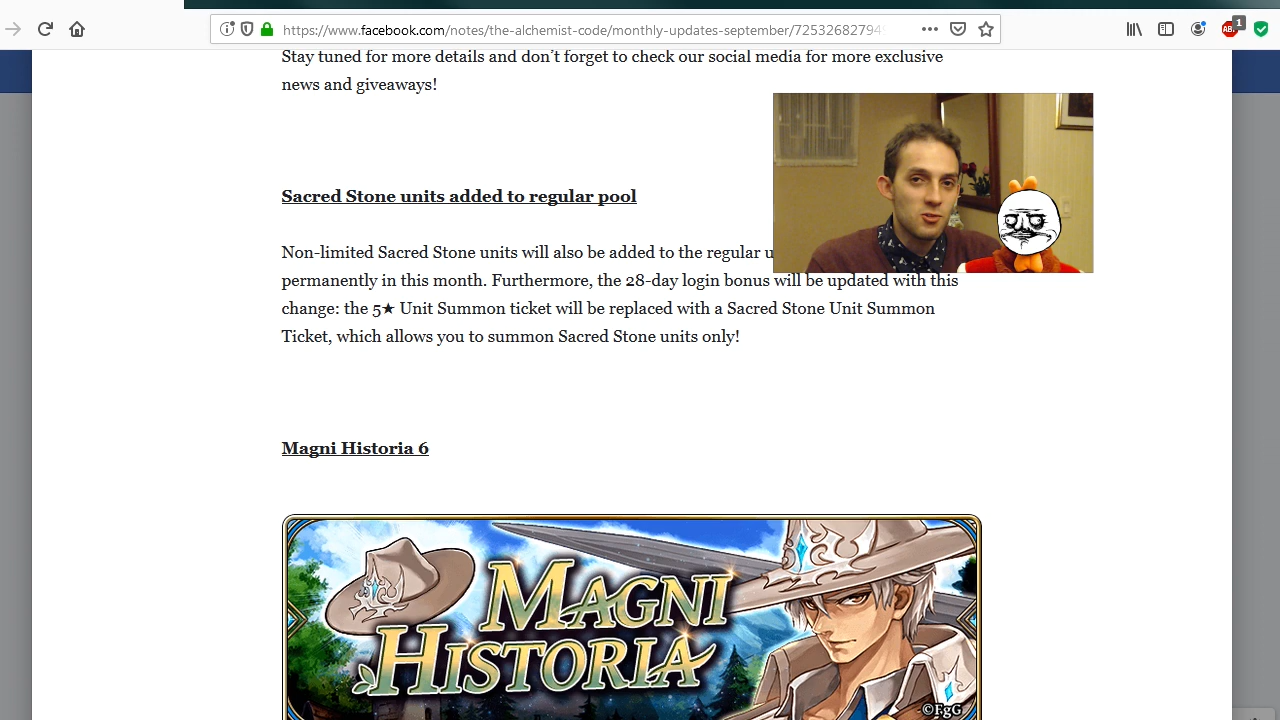 https://www.facebook.com/notes/the-alchemist-code/monthly-updates-september/72532682794
1
Stay tuned for more details and don't forget to check our social media for more exclusive
news and giveaways!
Sacred Stone units added to regular pool
Non-limited Sacred Stone units will also be added to the regular
permanently in this month. Furthermore, the 28-day login bonus will be updated with this
change: the 5★ Unit Summon ticket will be replaced with a Sacred Stone Unit Summon
Ticket, which allows you to summon Sacred Stone units only!
Magni Historia 6
MAGNI
HISTORIA
©FgG